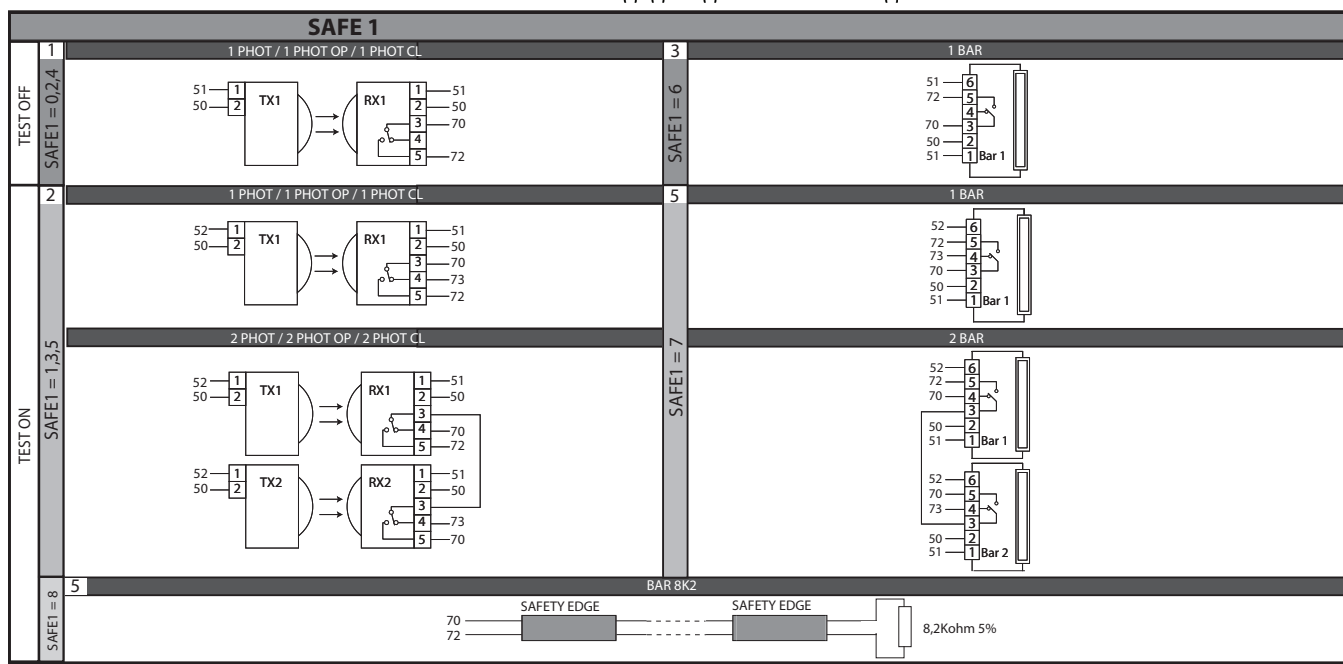 SAFE 1
TEST OFF
SAFE1 = 0,2,4
1
1 PHOT / 1 PHOT OP / 1 PHOT CL
51 1
50 2
TX1
RX1
1 51
2 50
3 70
4
5 72
3
1 BAR
SAFE1 = 6
51 6
72 5
4
70 3
50 2
51 1 Bar 1
TEST ON
SAFE1 = 1,3,5
2
1 PHOT / 1 PHOT OP / 1 PHOT CL
52 1
50 2
TX1
RX1
1 51
2 50
3 70
4 73
5 72
5
1 BAR
SAFE1 = 7
52 6
72 5
73 4
70 3
50 2
51 1 Bar 1
2 PHOT / 2 PHOT OP / 2 PHOT CL
52 1
50 2
TX1
RX1
1 51
2 50
3
4 70
5 72
52 1
50 2
TX2
RX2
1 51
2 50
3
4 73
5 70
2 BAR
52 6
72 5
70 4
3
50 2
51 1 Bar 1
52 6
70 5
73 4
3
50 2
51 1 Bar 2
SAFE1 = 8
5
BAR 8K2
70
72
SAFETY EDGE
SAFETY EDGE
8,2Kohm 5%